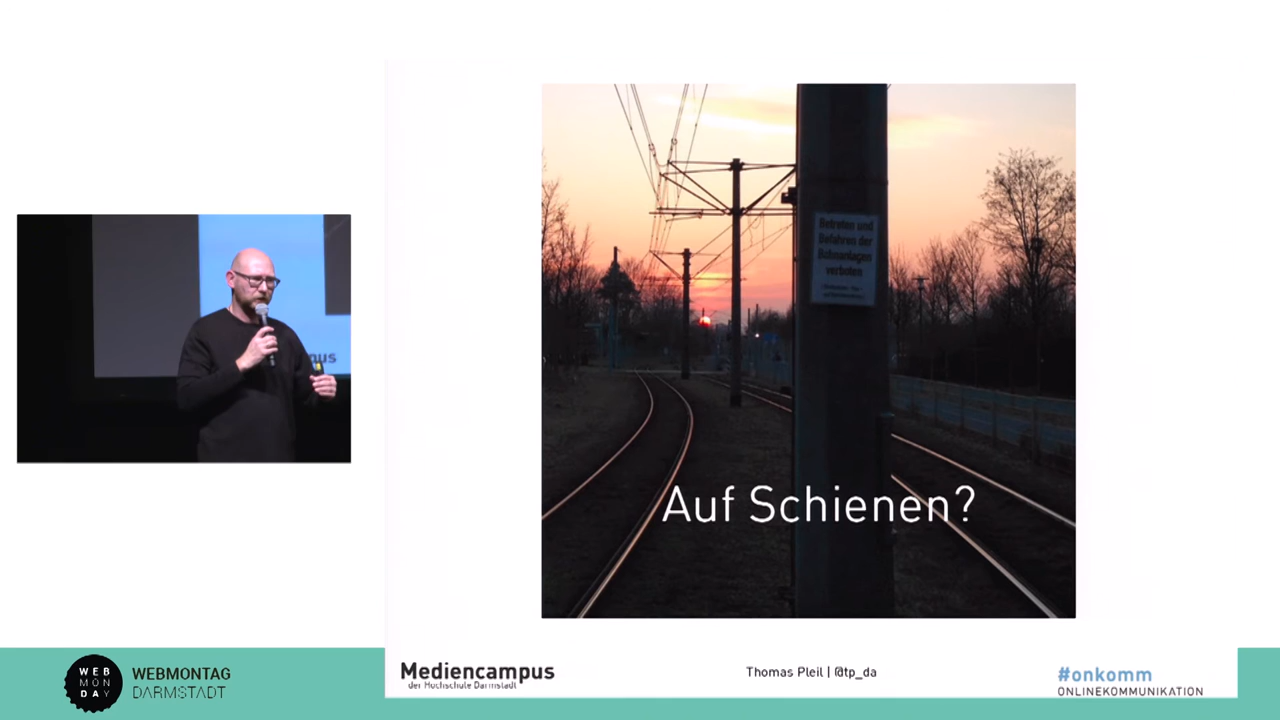 Betreten und
Befahren der
Bahnanlagen
verboten
Auf Schienen?
pus
WEB
MON
DAY
WEBMONTAG
DARMSTADT
Mediencampus
der Hochschule Darmstadt
Thomas Pleil | @tp_da
#onkomm
ONLINEKOMMUNIKATION